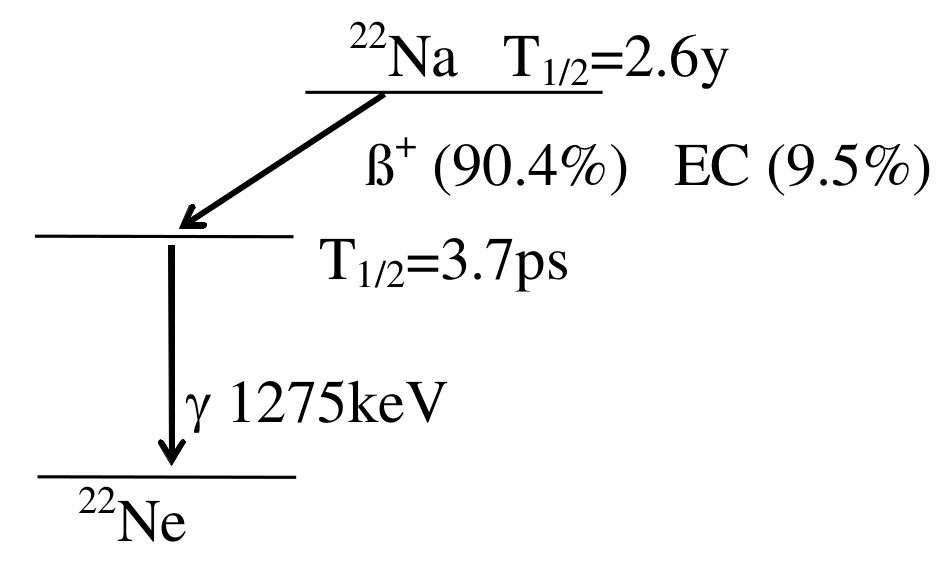 ²²Na T₁/₂=2.6y
ß⁺ (90.4%) EC (9.5%)
T₁/₂=3.7ps
γ 1275keV
²²Ne